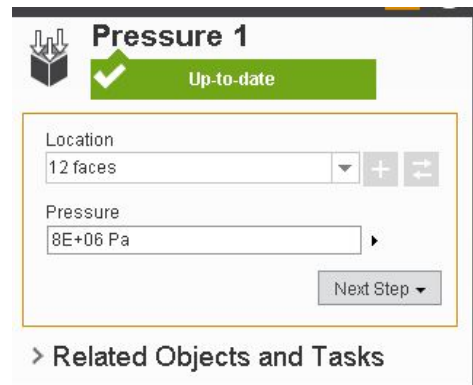 Pressure 1
Up-to-date
Location
12 faces
Pressure
8E+06 Pa
Next Step
Related Objects and Tasks